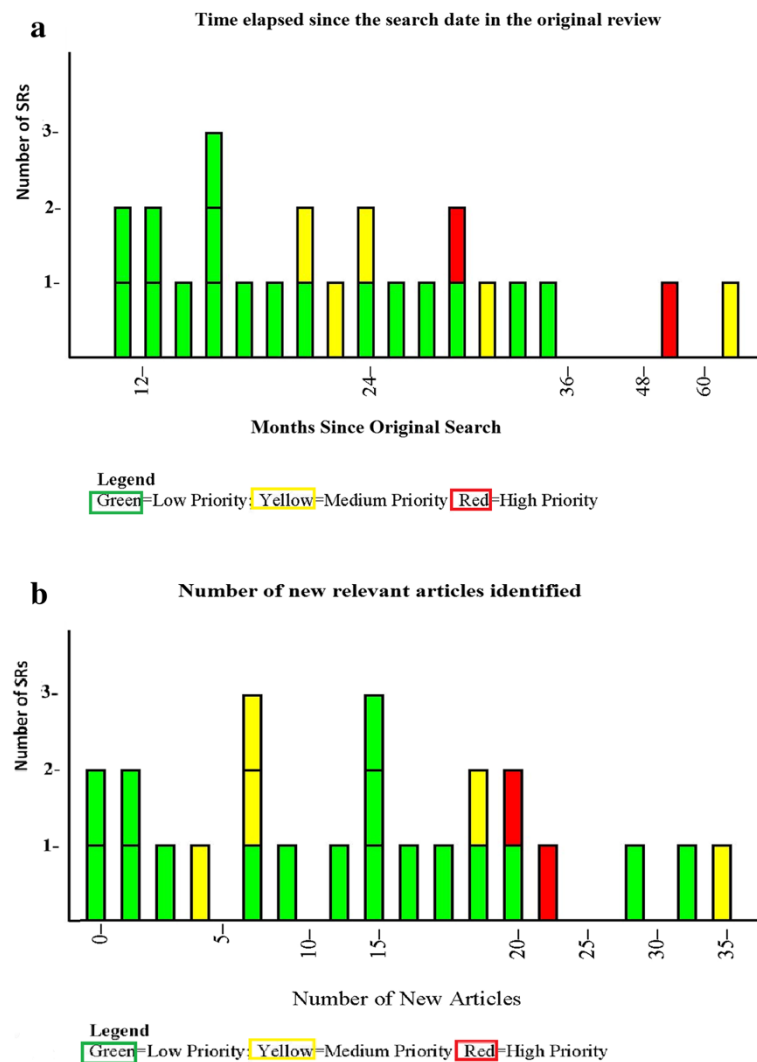 a
Time elapsed since the search date in the original review
Number of SRs
3-
2-
1-
12-
24-
36-
48-
60-
Months Since Original Search
Legend
Green=Low Priority; Yellow=Medium Priority Red=High Priority
b
Number of new relevant articles identified
Number of SRs
3-
2-
1-
0-
5-
10-
15-
20-
25-
30-
35-
Number of New Articles
Legend
Green=Low Priority; Yellow=Medium Priority Red=High Priority